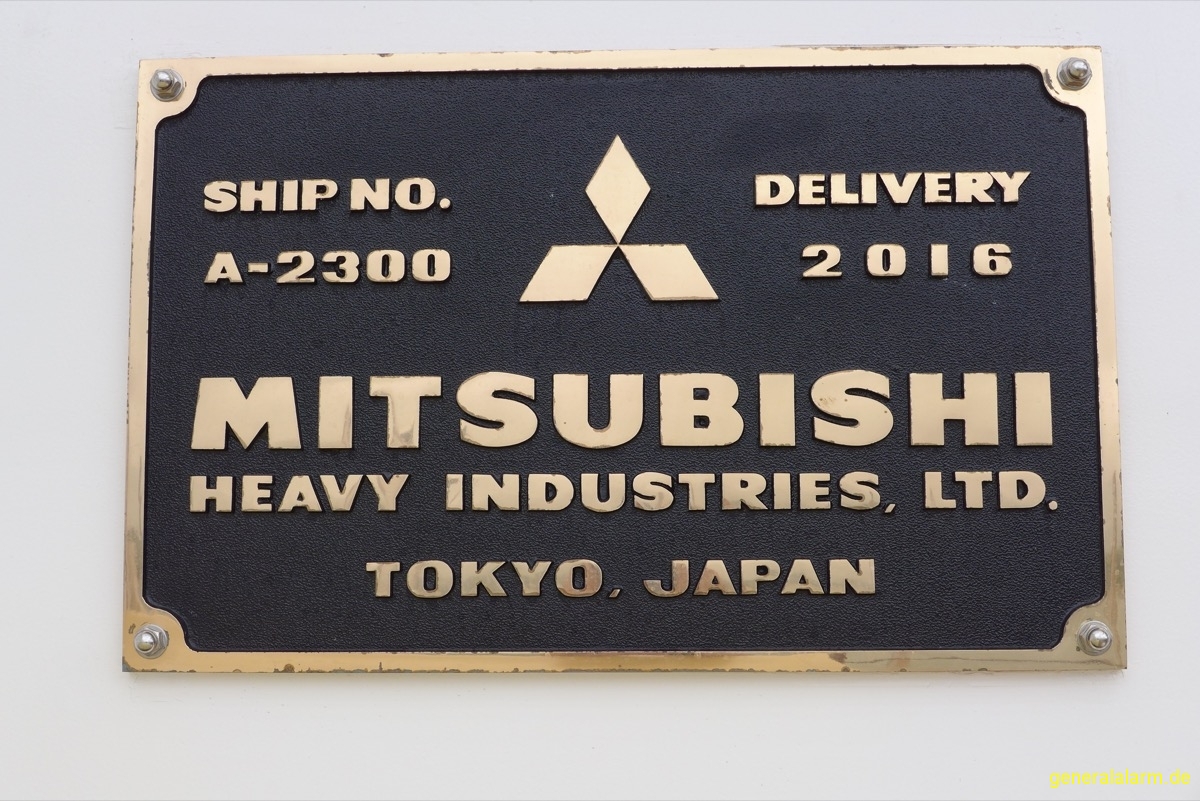 SHIP NO.
A-2300
DELIVERY
2016
MITSUBISHI
HEAVY INDUSTRIES, LTD.
TOKYO, JAPAN
generalalarm.de